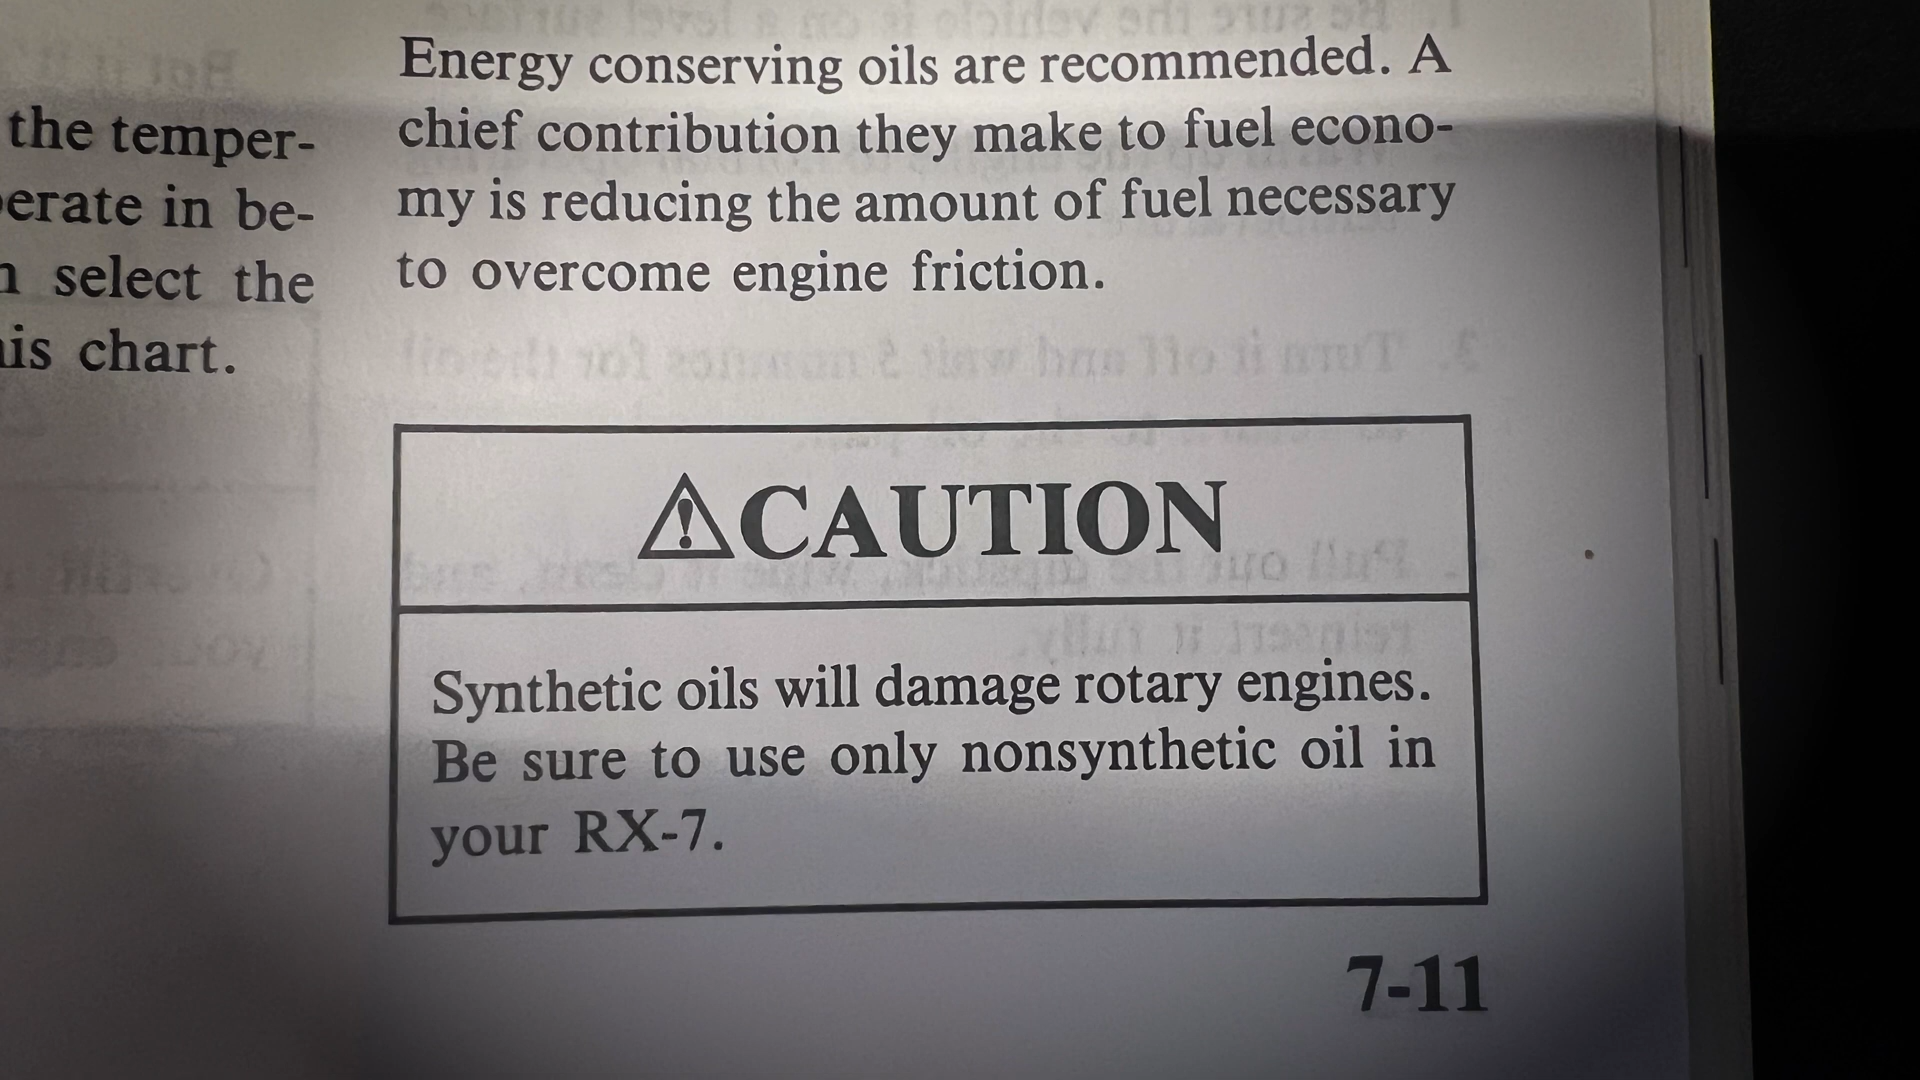 the temper-
erate in be-
select the
is chart.
Energy conserving oils are recommended. A
chief contribution they make to fuel econo-
my is reducing the amount of fuel necessary
to overcome engine friction.
⚠CAUTION
Synthetic oils will damage rotary engines.
Be sure to use only nonsynthetic oil in
your RX-7.
7-11